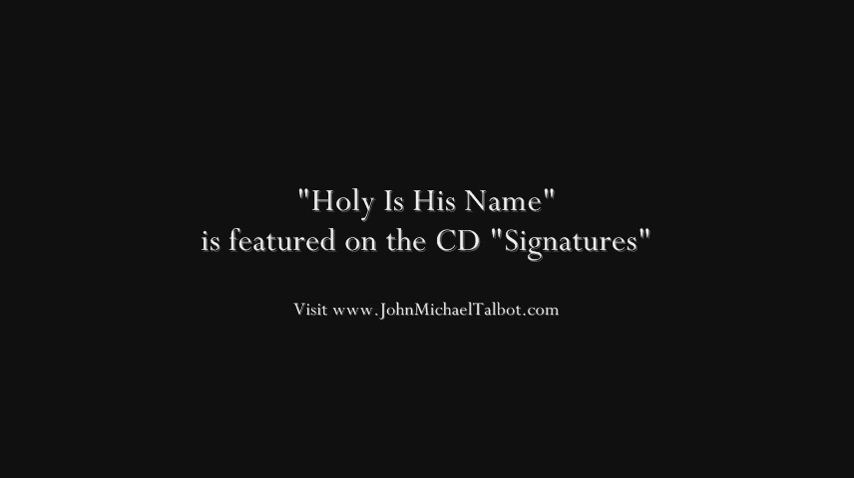 "Holy Is His Name"
is featured on the CD "Signatures"
Visit www.JohnMichaelTalbot.com